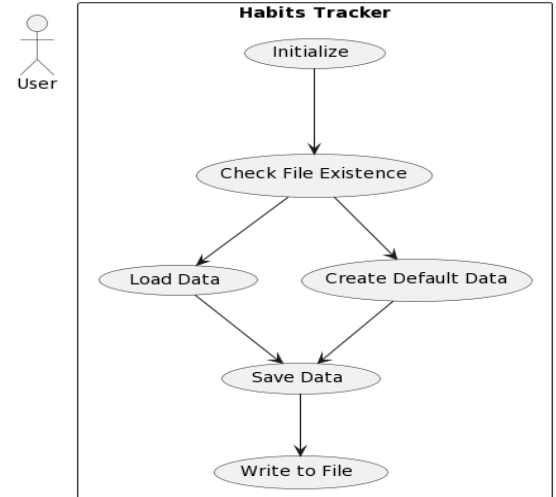 Habits Tracker
User
Initialize
Check File Existence
Load Data
Create Default Data
Save Data
Write to File